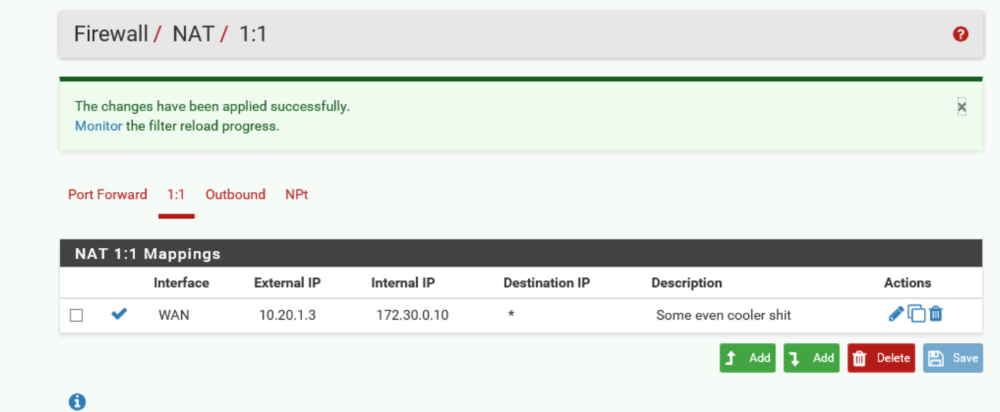 Firewall / NAT / 1:1
The changes have been applied successfully.
Monitor the filter reload progress.
Port Forward 1:1 Outbound NPt
NAT 1:1 Mappings
Interface External IP Internal IP Destination IP Description Actions
WAN 10.20.1.3 172.30.0.10 * Some even cooler shit
Add Add Delete Save